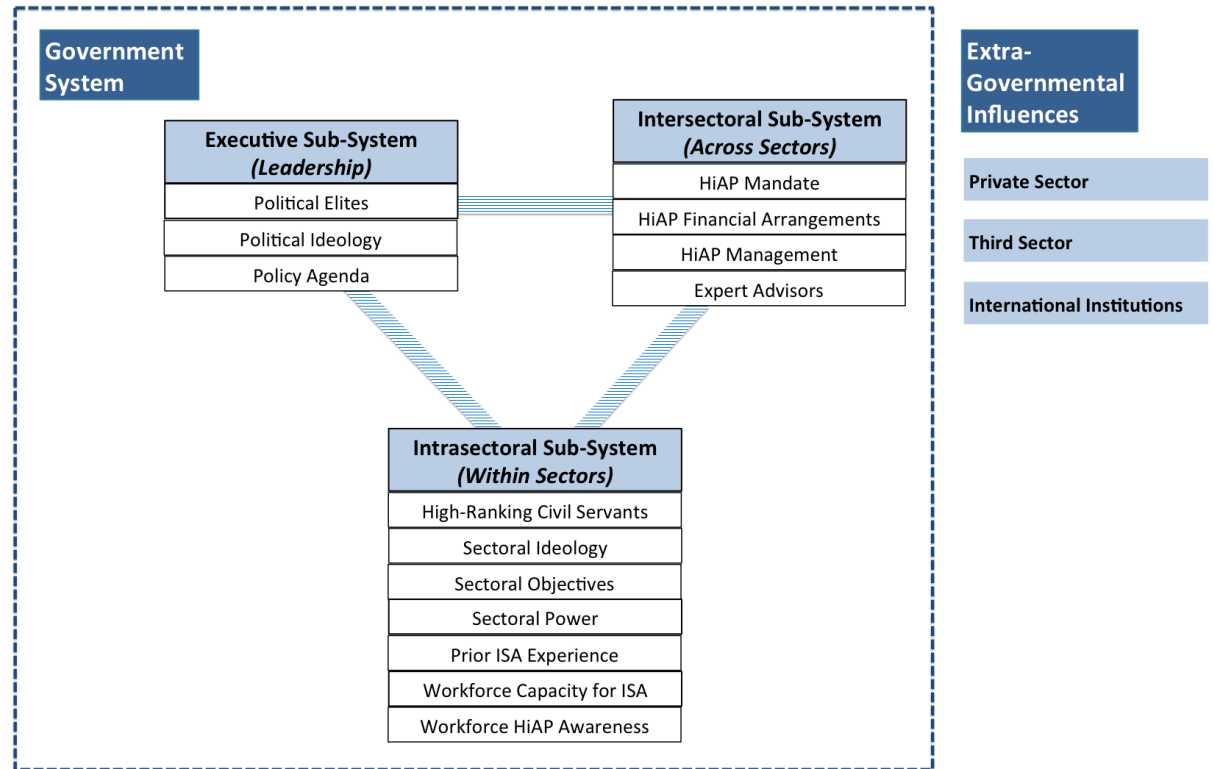 Government
System
Executive Sub-System
(Leadership)
Political Elites
Political Ideology
Policy Agenda
Intersectoral Sub-System
(Across Sectors)
HiAP Mandate
HiAP Financial Arrangements
HiAP Management
Expert Advisors
Intrasectoral Sub-System
(Within Sectors)
High-Ranking Civil Servants
Sectoral Ideology
Sectoral Objectives
Sectoral Power
Prior ISA Experience
Workforce Capacity for ISA
Workforce HiAP Awareness
Extra-
Governmental
Influences
Private Sector
Third Sector
International Institutions